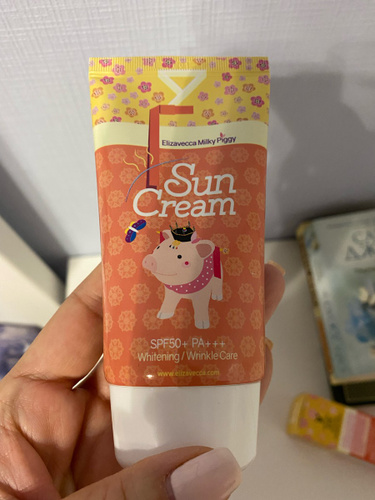 Elizavecca Milky Piggy
Sun
Cream
SPF50+ PA+++
Whitening / Wrinkle Care
www.elizavecca.com